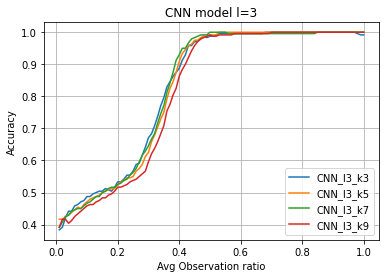 CNN model l=3
1.0
0.9
0.8
0.7
0.6
0.5
0.4
Accuracy
0.0
0.2
0.4
0.6
0.8
1.0
Avg Observation ratio
CNN_l3_k3
CNN_l3_k5
CNN_l3_k7
CNN_l3_k9